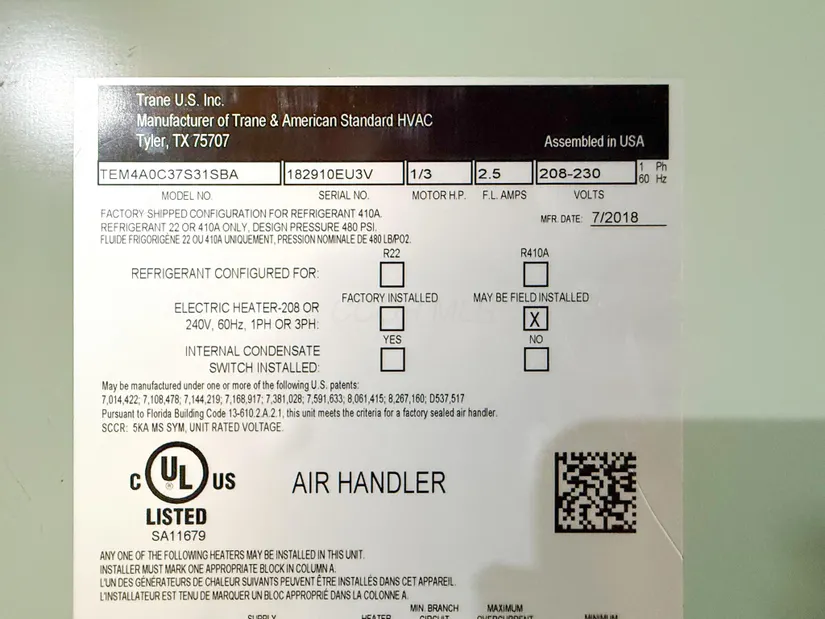 Trane U.S. Inc.
Manufacturer of Trane & American Standard HVAC
Tyler, TX 75707
Assembled in USA
TEM4A0C37S31SBA 182910EU3V 1/3 2.5 208-230 1 Ph
60 Hz
MODEL NO. SERIAL NO. MOTOR H.P. F.L. AMPS VOLTS
FACTORY SHIPPED CONFIGURATION FOR REFRIGERANT 410A.
REFRIGERANT 22 OR 410A ONLY, DESIGN PRESSURE 480 PSI.
FLUIDE FRIGORIGÈNE 22 OU 410A UNIQUEMENT, PRESSION NOMINALE DE 480 LB/PO2.
MFR. DATE: 7/2018
R22 R410A
REFRIGERANT CONFIGURED FOR:
FACTORY INSTALLED MAY BE FIELD INSTALLED
ELECTRIC HEATER-208 OR
240V, 60Hz, 1PH OR 3PH: X
YES NO
INTERNAL CONDENSATE
SWITCH INSTALLED:
May be manufactured under one or more of the following U.S. patents:
7,014,422; 7,108,478; 7,144,219; 7,168,917; 7,381,028; 7,591,633; 8,061,415; 8,267,160; D537,517
Pursuant to Florida Building Code 13-610.2.A.2.1, this unit meets the criteria for a factory sealed air handler.
SCCR: 5KA MS SYM, UNIT RATED VOLTAGE.
C UL ® US
LISTED
SA11679
AIR HANDLER
ANY ONE OF THE FOLLOWING HEATERS MAY BE INSTALLED IN THIS UNIT.
INSTALLER MUST MARK ONE APPROPRIATE BLOCK IN COLUMN A.
L'UN DES GÉNÉRATEURS DE CHALEUR SUIVANTS PEUVENT ÊTRE INSTALLÉS DANS CET APPAREIL.
L'INSTALLATEUR EST TENU DE MARQUER UN BLOC APPROPRIÉ DANS LA COLONNE A.
MIN. BRANCH MAXIMUM
SUPPLY HEATER CIRCUIT OVERCURRENT MINIMUM